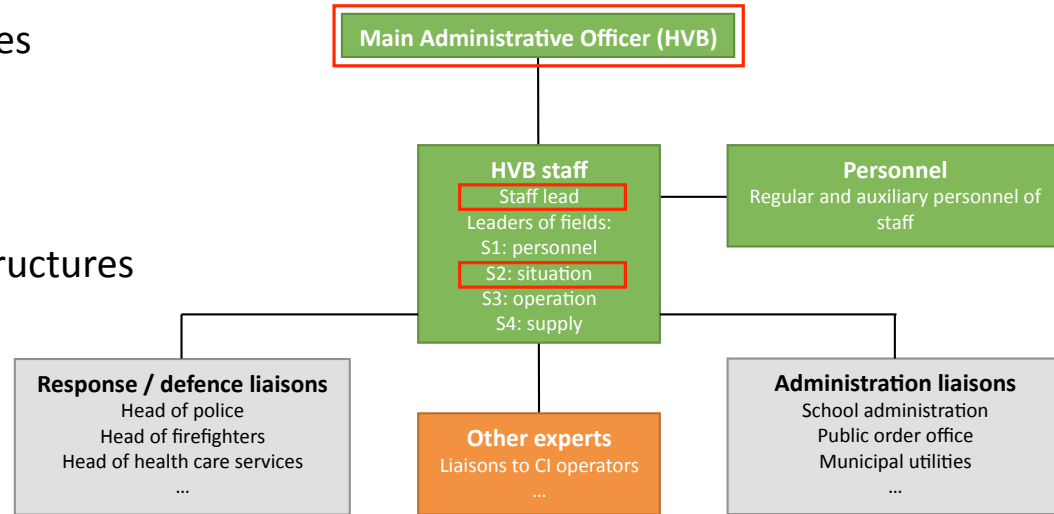 es
Main Administrative Officer (HVB)
HVB staff
Staff lead
Leaders of fields:
S1: personnel
S2: situation
S3: operation
S4: supply
Personnel
Regular and auxiliary personnel of
staff
ructures
Response / defence liaisons
Head of police
Head of firefighters
Head of health care services
...
Other experts
Liaisons to CI operators
...
Administration liaisons
School administration
Public order office
Municipal utilities
...